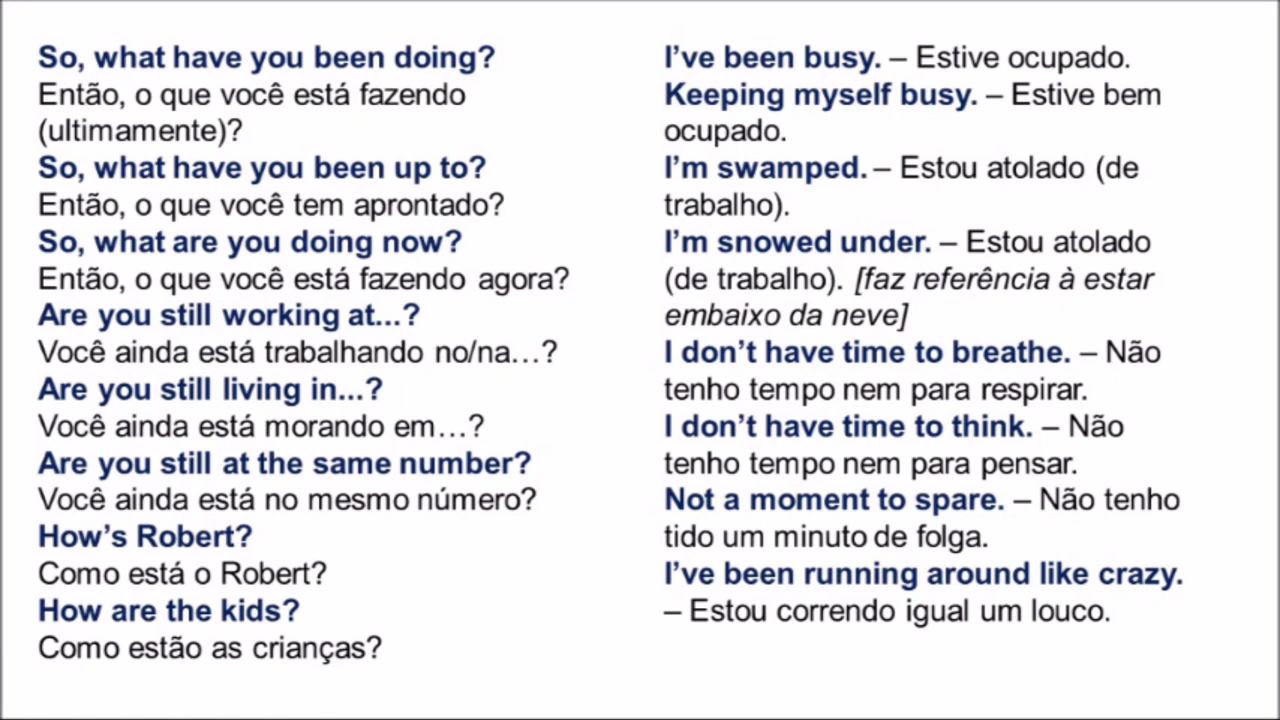 So, what have you been doing?
Então, o que você está fazendo
(ultimamente)?
So, what have you been up to?
Então, o que você tem aprontado?
So, what are you doing now?
Então, o que você está fazendo agora?
Are you still working at...?
Você ainda está trabalhando no/na…?
Are you still living in...?
Você ainda está morando em…?
Are you still at the same number?
Você ainda está no mesmo número?
How’s Robert?
Como está o Robert?
How are the kids?
Como estão as crianças?
I’ve been busy. – Estive ocupado.
Keeping myself busy. – Estive bem
ocupado.
I’m swamped. – Estou atolado (de
trabalho).
I’m snowed under. – Estou atolado
(de trabalho). [faz referência à estar
embaixo da neve]
I don’t have time to breathe. – Não
tenho tempo nem para respirar.
I don’t have time to think. – Não
tenho tempo nem para pensar.
Not a moment to spare. – Não tenho
tido um minuto de folga.
I’ve been running around like crazy.
– Estou correndo igual um louco.